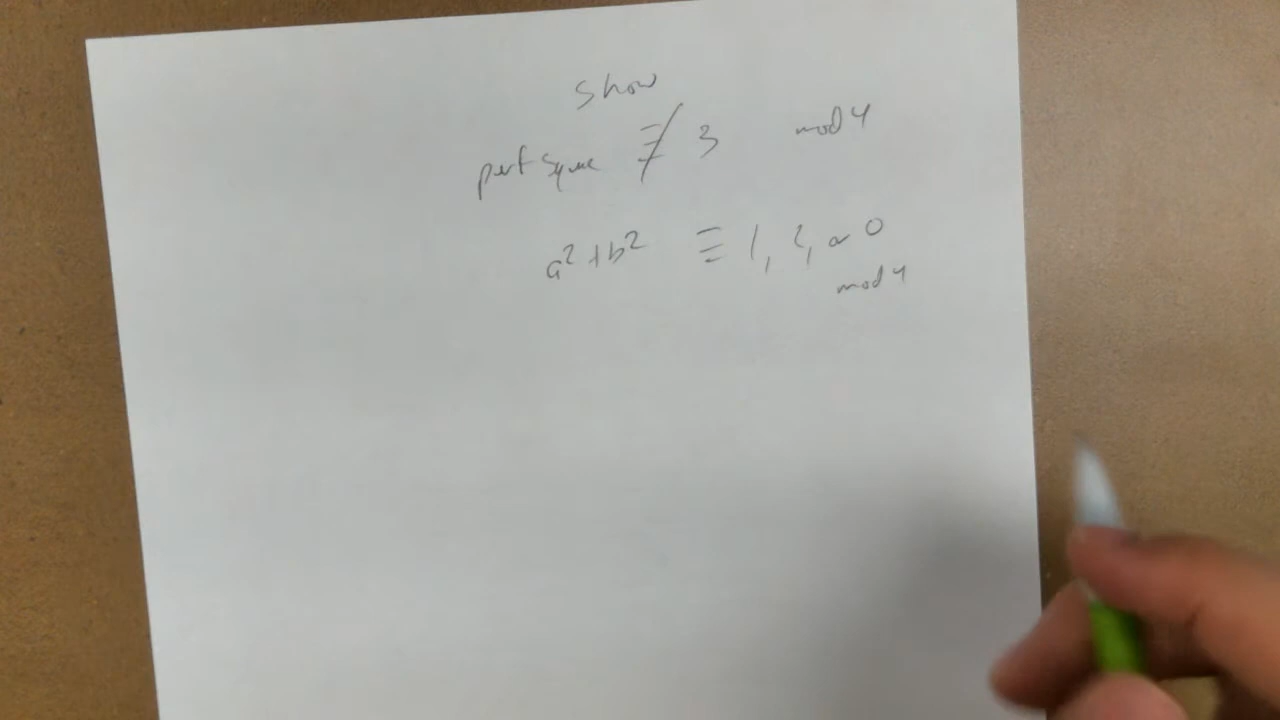 Show
perf Square ≢ 3 mod 4
a² + b² ≡ 1, 2, or 0
mod 4